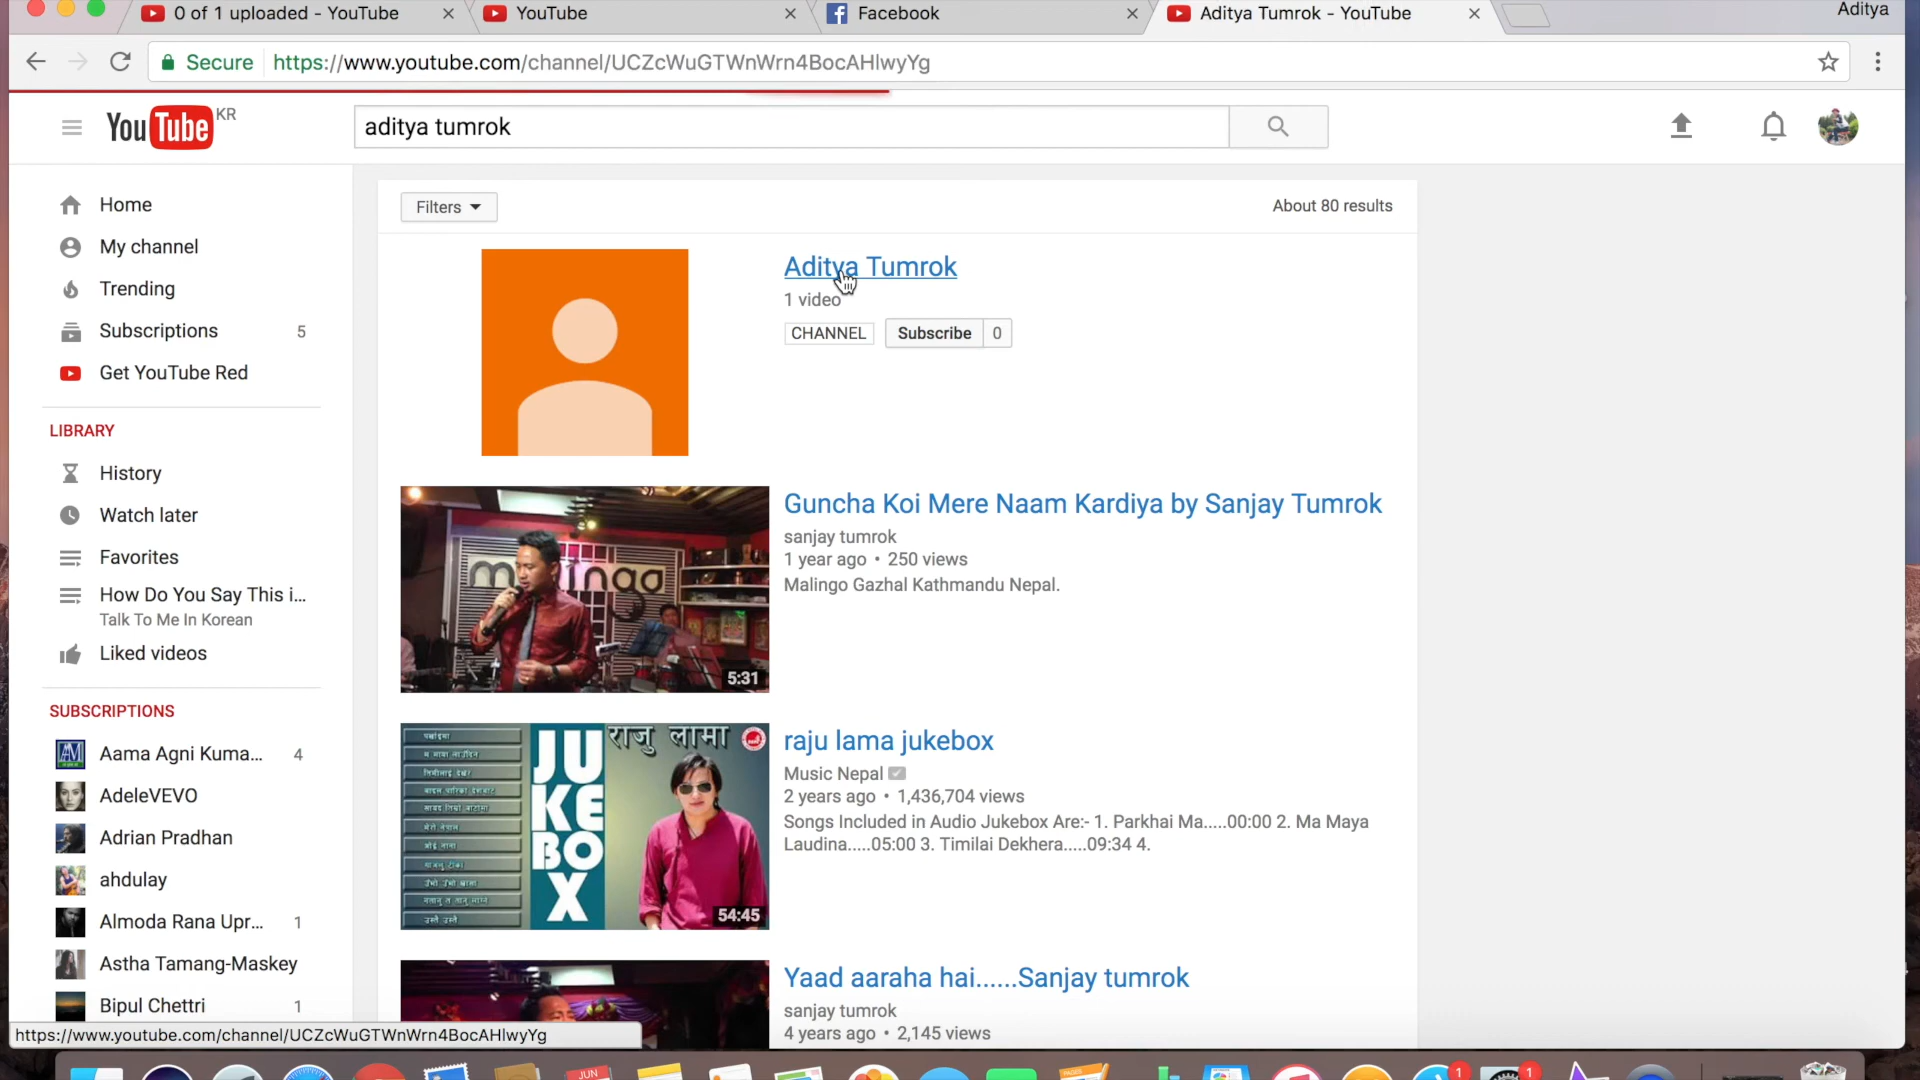 0 of 1 uploaded - YouTube
YouTube
Facebook
Aditya Tumrok - YouTube
Aditya
Secure
https://www.youtube.com/channel/UCZcWuGTWnWrn4BocAHlwyYg
YouTube KR
aditya tumrok
Home
My channel
Trending
Subscriptions 5
Get YouTube Red
LIBRARY
History
Watch later
Favorites
How Do You Say This i...
Talk To Me In Korean
Liked videos
SUBSCRIPTIONS
Aama Agni Kuma... 4
AdeleVEVO
Adrian Pradhan
ahdulay
Almoda Rana Upr... 1
Astha Tamang-Maskey
Bipul Chettri 1
Filters
About 80 results
Aditya Tumrok
1 video
CHANNEL
Subscribe 0
malingo
5:31
Guncha Koi Mere Naam Kardiya by Sanjay Tumrok
sanjay tumrok
1 year ago • 250 views
Malingo Gazhal Kathmandu Nepal.
JU
KE
BO
X
राजु लामा
54:45
raju lama jukebox
Music Nepal
2 years ago • 1,436,704 views
Songs Included in Audio Jukebox Are:- 1. Parkhai Ma.....00:00 2. Ma Maya
Laudina.....05:00 3. Timilai Dekhera.....09:34 4.
Yaad aaraha hai......Sanjay tumrok
sanjay tumrok
4 years ago • 2,145 views
https://www.youtube.com/channel/UCZcWuGTWnWrn4BocAHlwyYg
JUN
PAGES
1
1